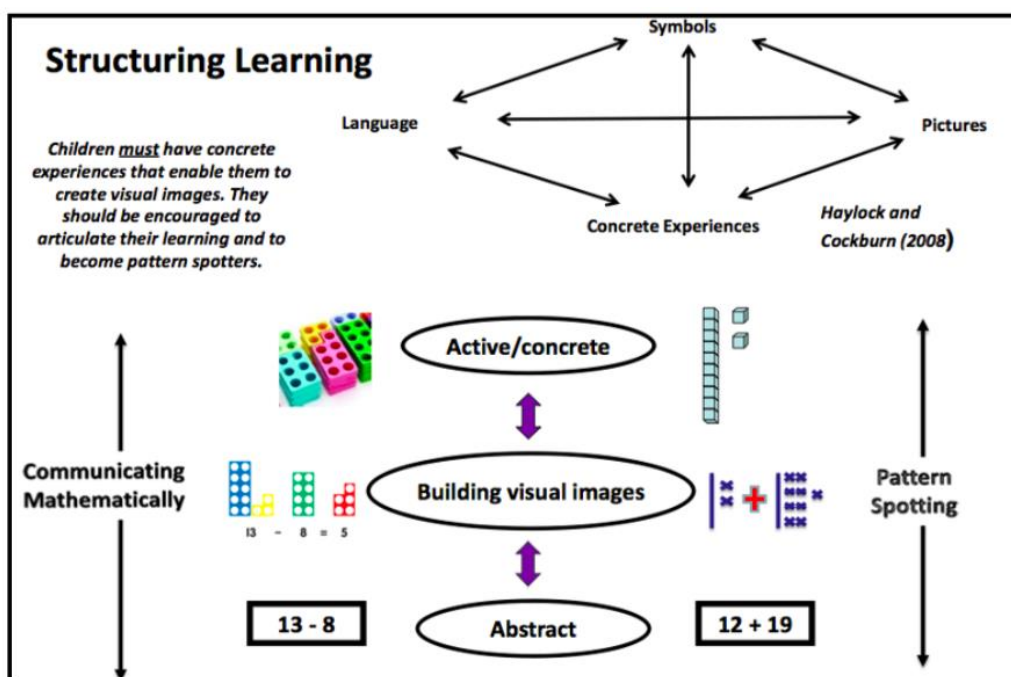 Structuring Learning
Symbols
Language
Pictures
Concrete Experiences
Haylock and
Cockburn (2008)
Children must have concrete
experiences that enable them to
create visual images. They
should be encouraged to
articulate their learning and to
become pattern spotters.
Active/concrete
Communicating
Mathematically
Building visual images
Pattern
Spotting
13 - 8 = 5
+
13 - 8
Abstract
12 + 19